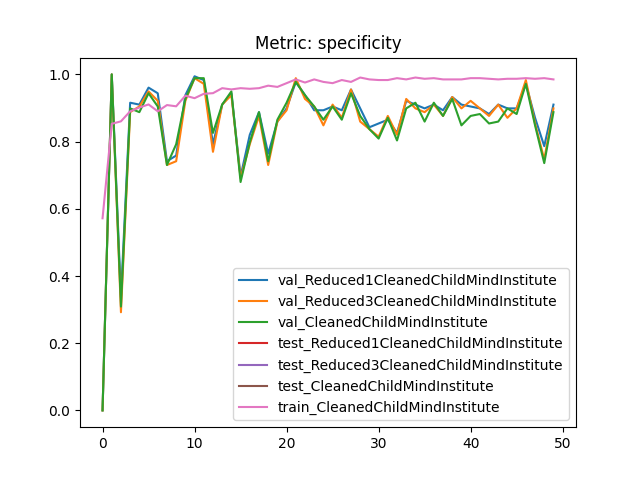 Metric: specificity
1.0
0.8
0.6
0.4
0.2
0.0
val_Reduced1CleanedChildMindInstitute
val_Reduced3CleanedChildMindInstitute
val_CleanedChildMindInstitute
test_Reduced1CleanedChildMindInstitute
test_Reduced3CleanedChildMindInstitute
test_CleanedChildMindInstitute
train_CleanedChildMindInstitute
0 10 20 30 40 50